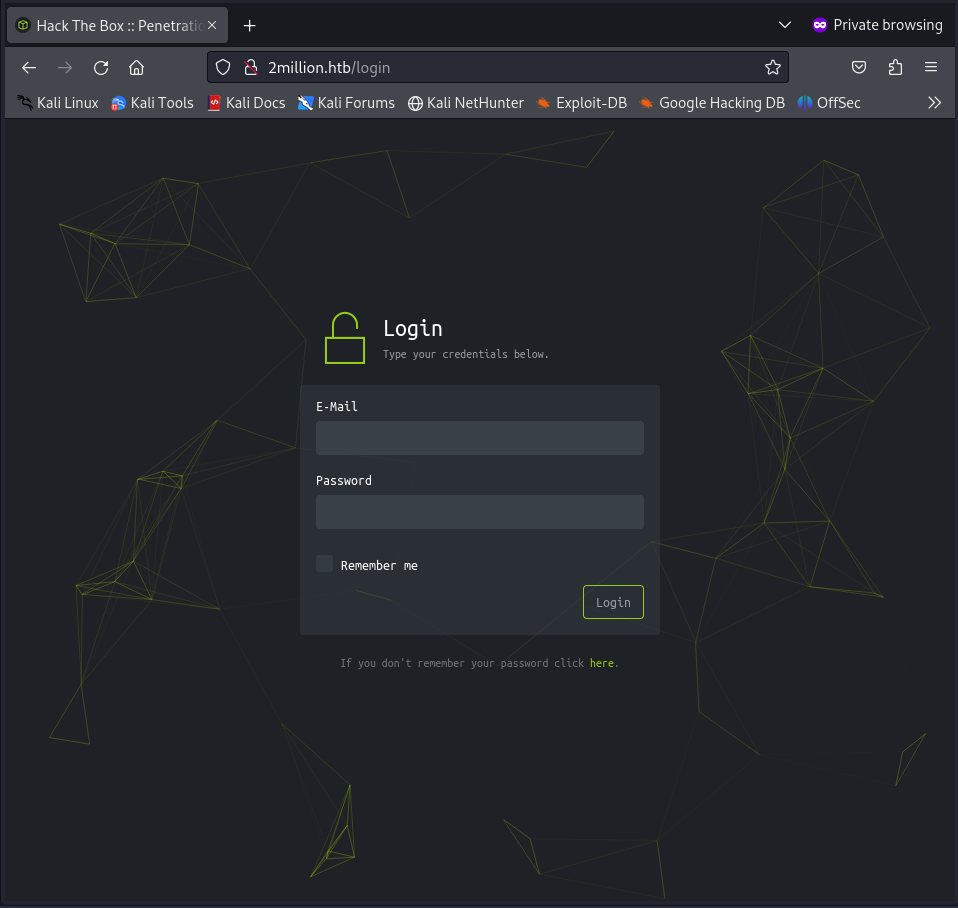 Hack The Box :: Penetratio
Private browsing
2million.htb/login
Kali Linux Kali Tools Kali Docs Kali Forums Kali NetHunter Exploit-DB Google Hacking DB OffSec
Login
Type your credentials below.
E-Mail
Password
Remember me
Login
If you don't remember your password click here.